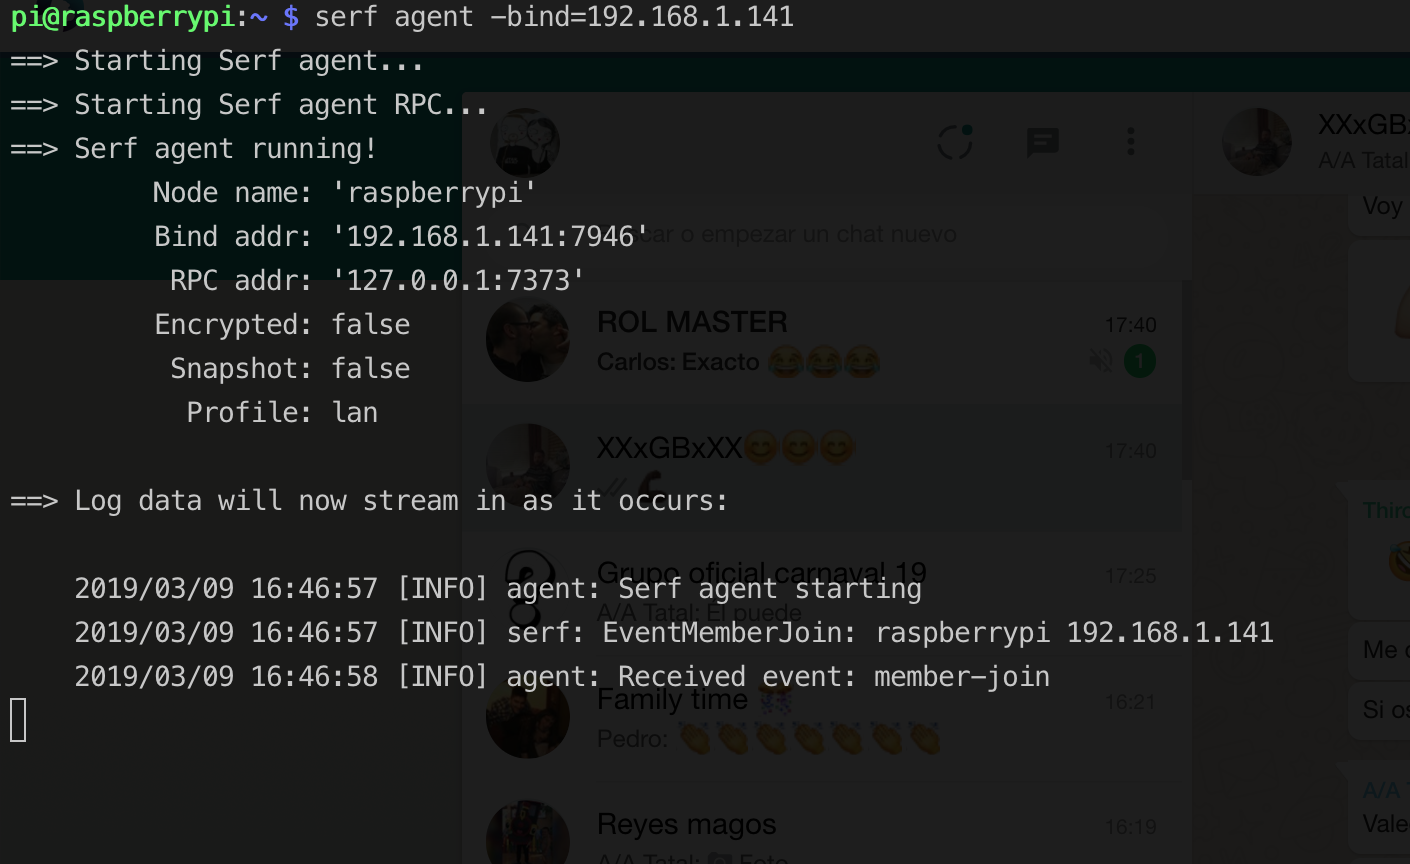 pi@raspberrypi:~ $ serf agent -bind=192.168.1.141
==> Starting Serf agent...
==> Starting Serf agent RPC...
==> Serf agent running!
Node name: 'raspberrypi'
Bind addr: '192.168.1.141:7946'
RPC addr: '127.0.0.1:7373'
Encrypted: false
Snapshot: false
Profile: lan
==> Log data will now stream in as it occurs:
2019/03/09 16:46:57 [INFO] agent: Serf agent starting
2019/03/09 16:46:57 [INFO] serf: EventMemberJoin: raspberrypi 192.168.1.141
2019/03/09 16:46:58 [INFO] agent: Received event: member-join
o empezar un chat nuevo
ROL MASTER
17:40
Carlos: Exacto 😂😂😂
1
XXxGBxXX😊😊😊
17:40
Grupo oficial carnaval 19
17:25
A/A Tatal: El puede
Family time
16:21
Pedro: 👏👏👏👏👏👏👏
Reyes magos
16:19
A/A Tatal: Foto
A/A Tatal
Voy
Me
Si
A/A
Vale